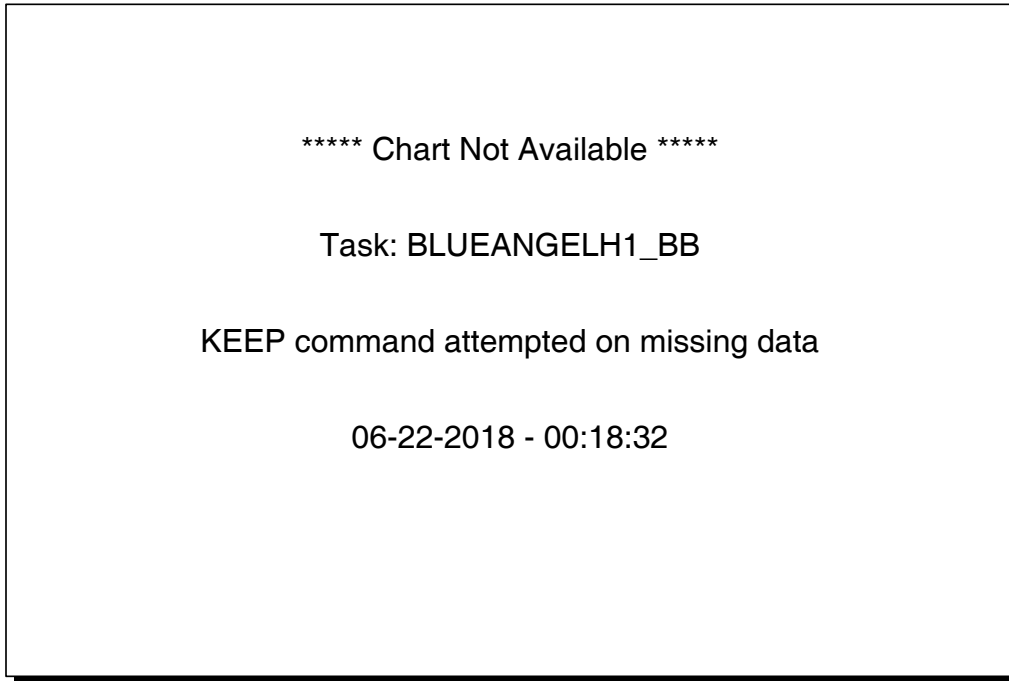 ***** Chart Not Available *****
Task: BLUEANGELH1_BB
KEEP command attempted on missing data
06-22-2018 - 00:18:32